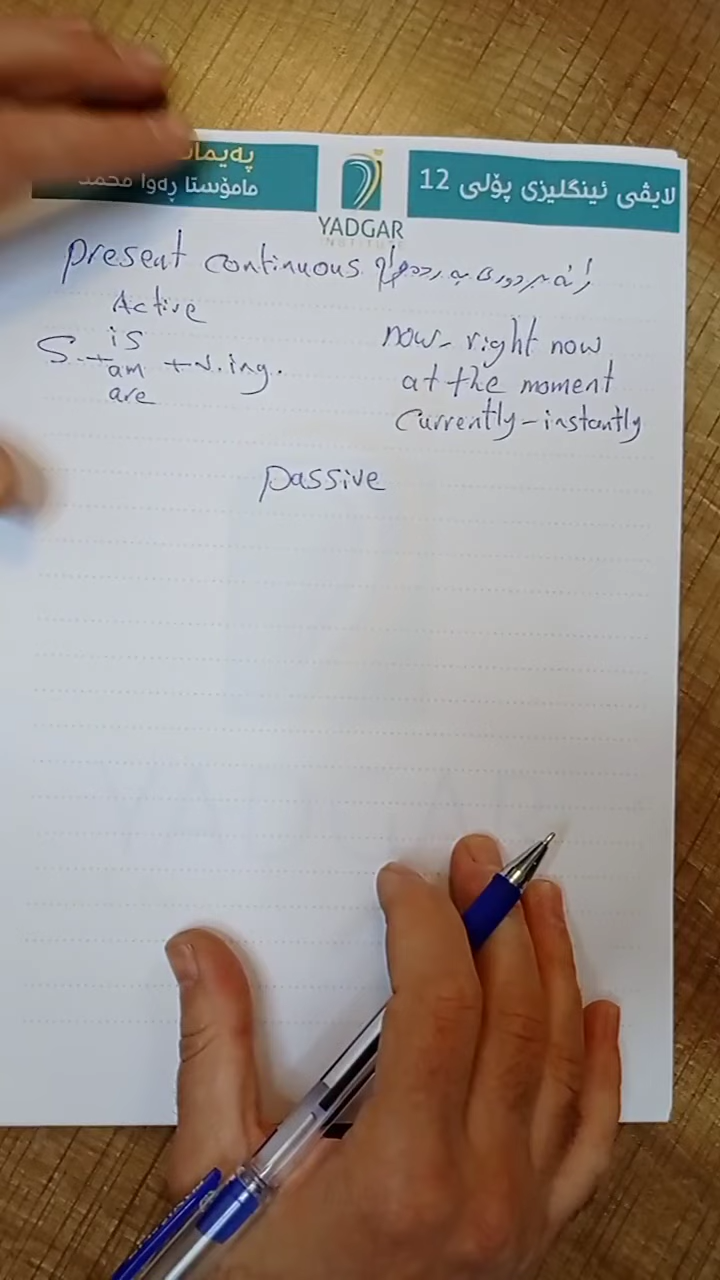 لایڤی ئینگلیزی پۆلی 12
مامۆستا ڕەوا محمد
YADGAR
INSTITUTE
present continuous
Active
S. + is
am + v.ing.
are
now - right now
at the moment
currently - instantly
passive